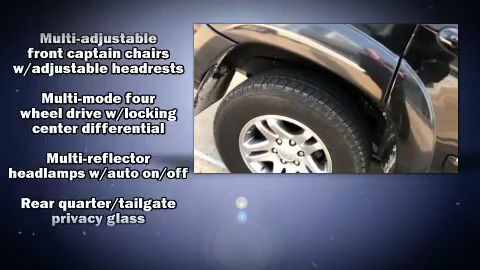 Multi-adjustable
front captain chairs
w/adjustable headrests
Multi-mode four
wheel drive w/locking
center differential
Multi-reflector
headlamps w/auto on/off
Rear quarter/tailgate
privacy glass